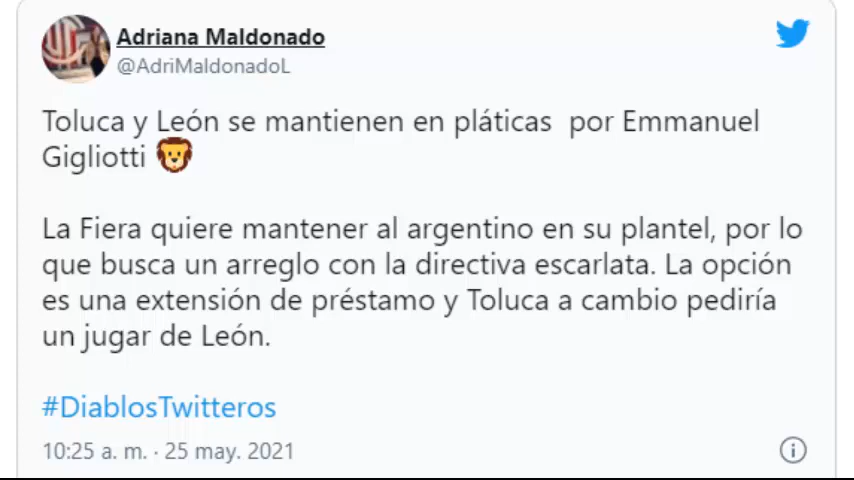 Adriana Maldonado
@AdriMaldonadoL
Toluca y León se mantienen en pláticas por Emmanuel
Gigliotti 🦁
La Fiera quiere mantener al argentino en su plantel, por lo
que busca un arreglo con la directiva escarlata. La opción
es una extensión de préstamo y Toluca a cambio pediría
un jugar de León.
#DiablosTwitteros
10:25 a. m. · 25 may. 2021